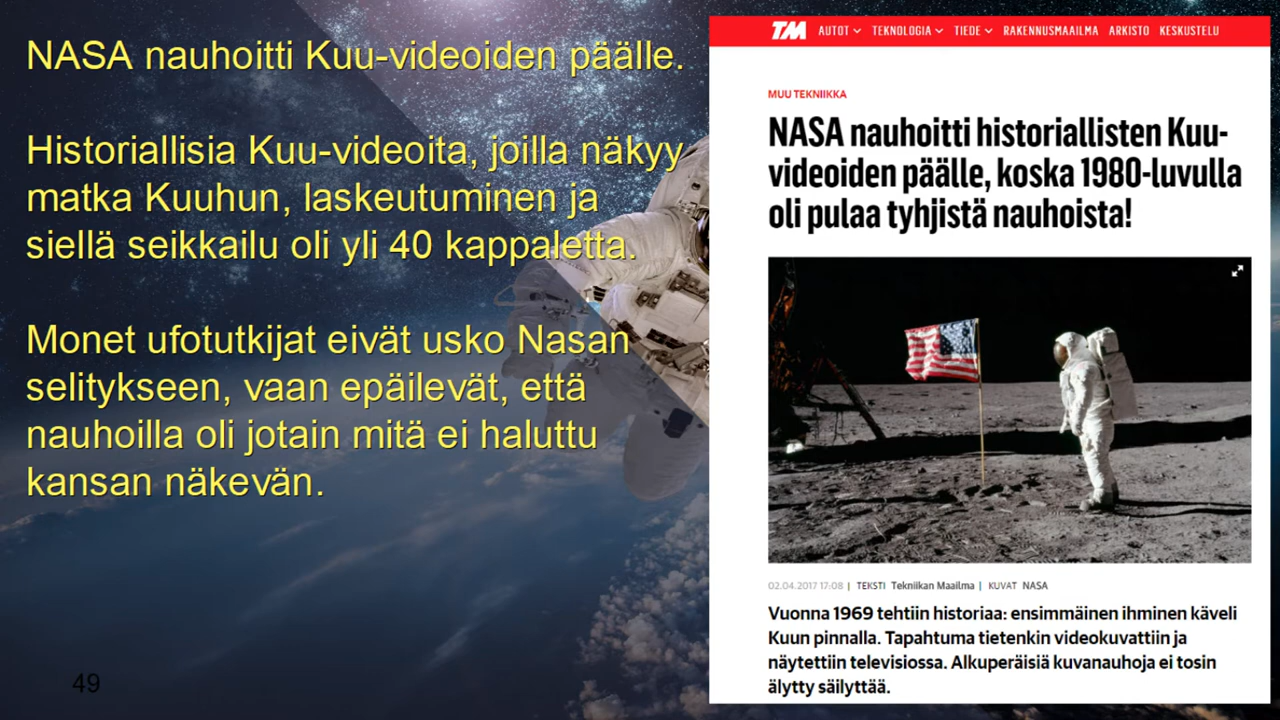 NASA nauhoitti Kuu-videoiden päälle.
Historiallisia Kuu-videoita, joilla näkyy
matka Kuuhun, laskeutuminen ja
siellä seikkailu oli yli 40 kappaletta.
Monet ufotutkijat eivät usko Nasan
selitykseen, vaan epäilevät, että
nauhoilla oli jotain mitä ei haluttu
kansan näkevän.
49
TM AUTOT TEKNOLOGIA TIEDE RAKENNUSMAAILMA ARKISTO KESKUSTELU
MUU TEKNIIKKA
NASA nauhoitti historiallisten Kuu-
videoiden päälle, koska 1980-luvulla
oli pulaa tyhjistä nauhoista!
02.04.2017 17:08 | TEKSTI Tekniikan Maailma | KUVAT NASA
Vuonna 1969 tehtiin historiaa: ensimmäinen ihminen käveli
Kuun pinnalla. Tapahtuma tietenkin videokuvattiin ja
näytettiin televisiossa. Alkuperäisiä kuvanauhoja ei tosin
älytty säilyttää.